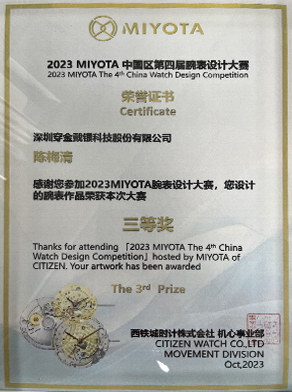 MIYOTA
2023 MIYOTA 中国区第四届腕表设计大赛
2023 MIYOTA The 4th China Watch Design Competition
荣誉证书
Certificate
深圳穿金戴银科技股份有限公司
陈梅清
感谢您参加2023MIYOTA腕表设计大赛，您设计
的腕表作品荣获本次大赛
三等奖
Thanks for attending 「2023 MIYOTA The 4th China
Watch Design Competition」 hosted by MIYOTA of
CITIZEN. Your artwork has been awarded
The 3rd Prize
西铁城时计株式会社 机心事业部
CITIZEN WATCH CO.,LTD
MOVEMENT DIVISION
Oct,2023